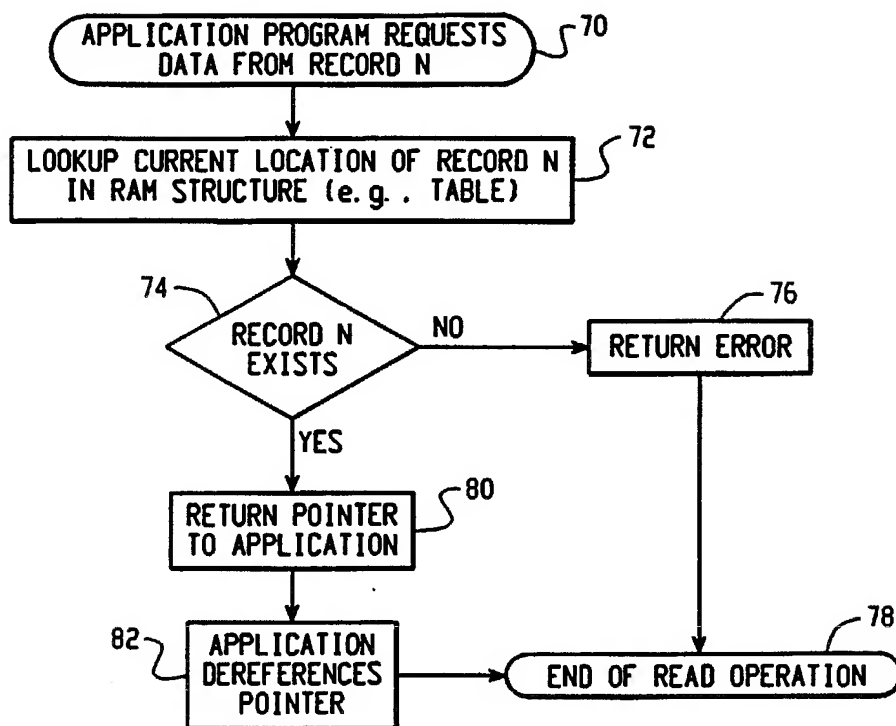 APPLICATION PROGRAM REQUESTS
DATA FROM RECORD N
70
LOOKUP CURRENT LOCATION OF RECORD N
IN RAM STRUCTURE (e.g., TABLE)
72
74
RECORD N
EXISTS
NO
76
RETURN ERROR
YES
RETURN POINTER
TO APPLICATION
80
82
APPLICATION
DEREFERENCES
POINTER
78
END OF READ OPERATION